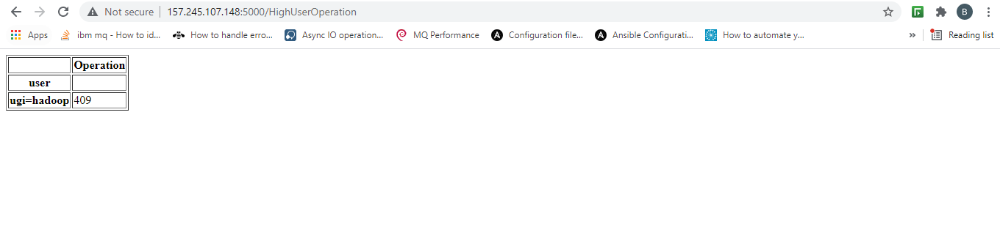 Not secure 157.245.107.148:5000/HighUserOperation B
Apps ibm mq - How to id... How to handle erro... Async IO operation... MQ Performance Configuration file... A Ansible Configurati... How to automate y... » Reading list
Operation
user
ugi=hadoop 409